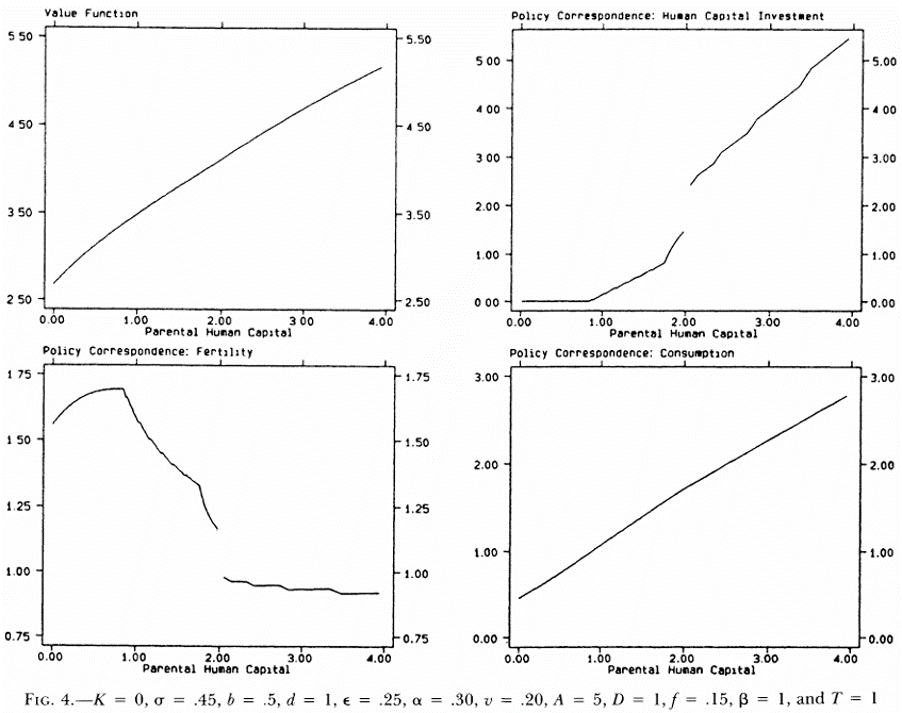 Value Function
5 50
4 50
3 50
2 50
5.50
4 50
3.50
2.50
0.00 1.00 2.00 3.00 4.00
Parental Human Capital
Policy Correspondence: Human Capital Investment
5 00
4 00
3 00
2.00
1.00
0 00
5.00
4 00
3.00
2.00
1.00
0.00
0.00 1.00 2.00 3.00 4.00
Parental Human Capital
Policy Correspondence: Fertility
1 75
1 50
1.25
1.00
0.75
1.75
1.50
1.25
1.00
0.75
0.00 1.00 2.00 3.00 4.00
Parental Human Capital
Policy Correspondence: Consumption
3.00
2 00
1.00
0.00
3.00
2.00
1.00
0.00
0.00 1.00 2.00 3.00 4.00
Parental Human Capital
FIG. 4.—K = 0, σ = .45, b = .5, d = 1, ε = .25, α = .30, v = .20, A = 5, D = 1, f = .15, β = 1, and T = 1